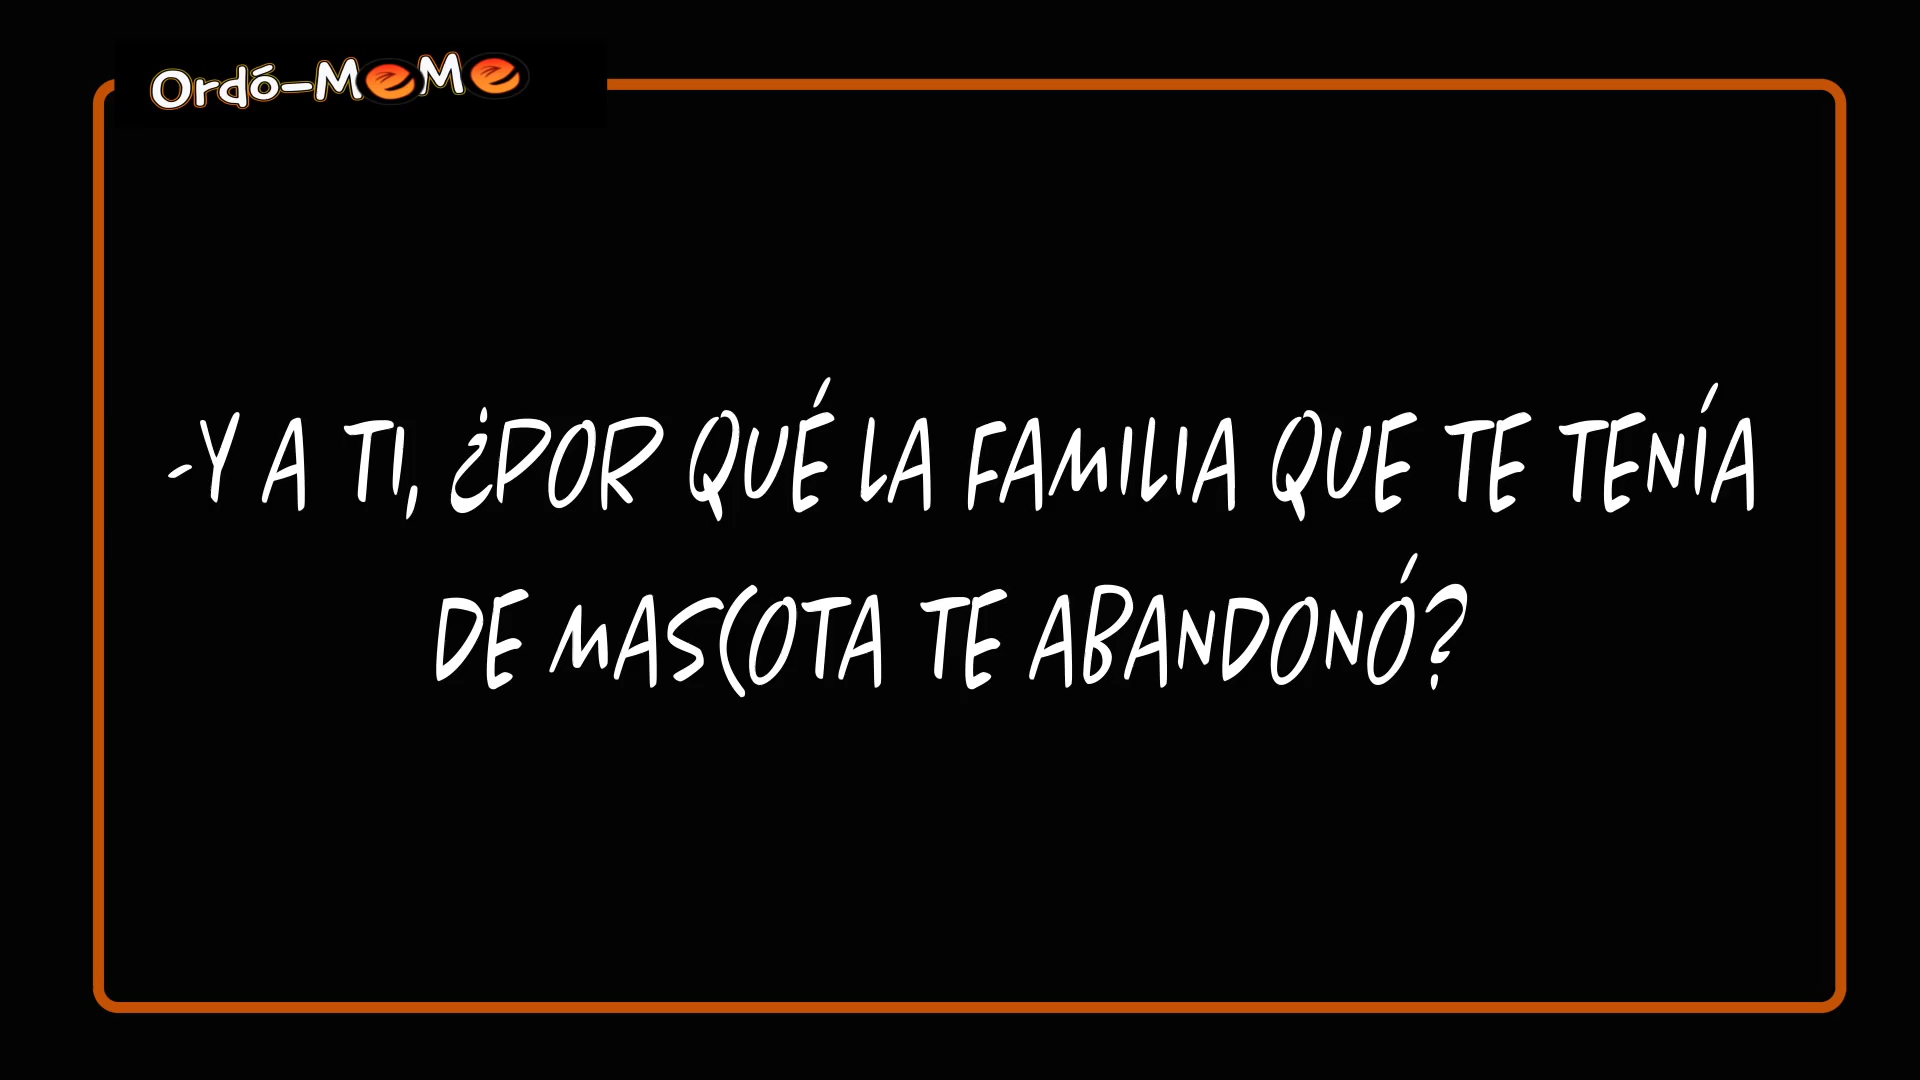 Ordó-MeMe
-Y A TI, ¿POR QUÉ LA FAMILIA QUE TE TENÍA
DE MASCOTA TE ABANDONÓ?